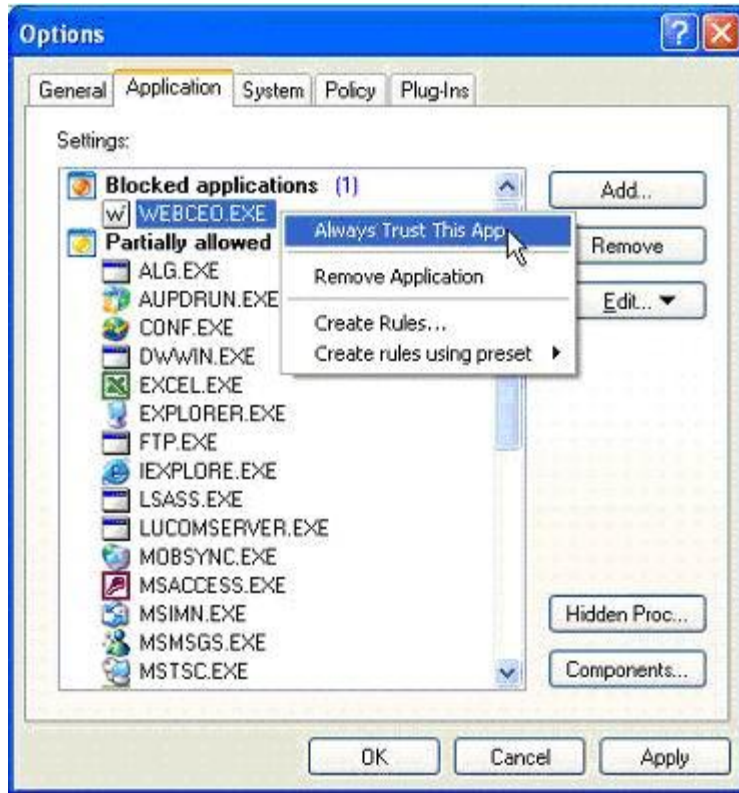 Options
General Application System Policy Plug-Ins
Settings:
Blocked applications (1)
WEBCEO.EXE
Partially allowed
ALG.EXE
AUPDRUN.EXE
CONF.EXE
DWWIN.EXE
EXCEL.EXE
EXPLORER.EXE
FTP.EXE
IEXPLORE.EXE
LSASS.EXE
LUCOMSERVER.EXE
MOBSYNC.EXE
MSACCESS.EXE
MSIMN.EXE
MSMSGS.EXE
MSTSC.EXE
Always Trust This App
Remove Application
Create Rules...
Create rules using preset
Add...
Remove
Edit...
Hidden Proc...
Components...
OK Cancel Apply